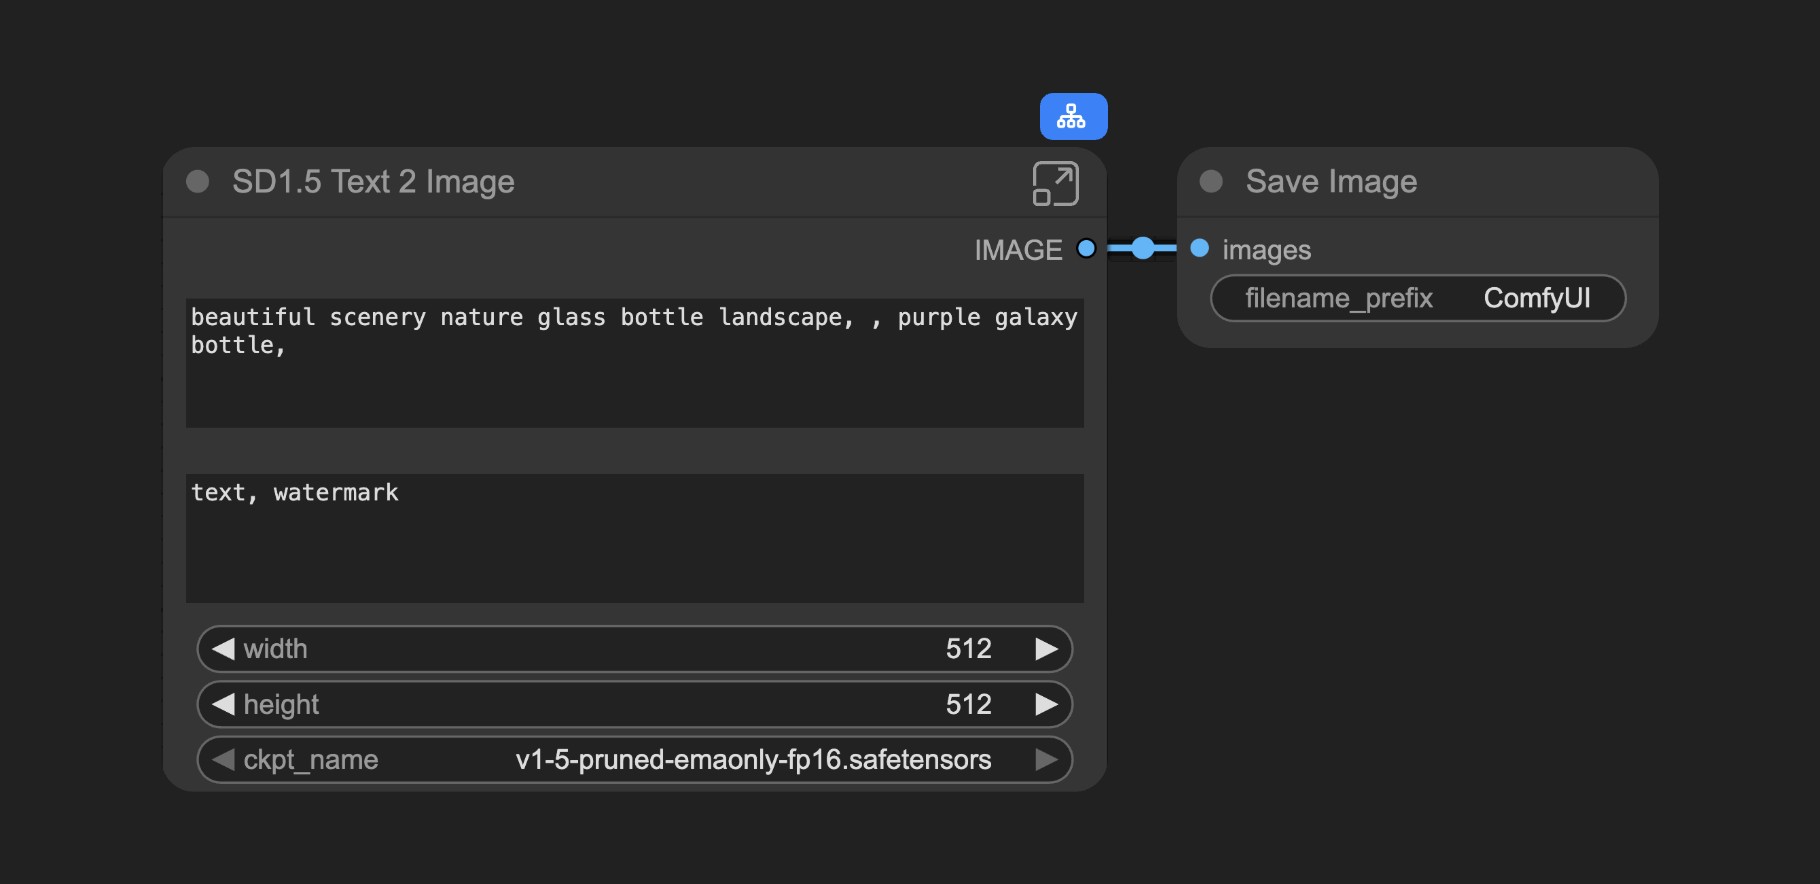 SD1.5 Text 2 Image
IMAGE
beautiful scenery nature glass bottle landscape, , purple galaxy
bottle,
text, watermark
width 512
height 512
ckpt_name v1-5-pruned-emaonly-fp16.safetensors
Save Image
images
filename_prefix ComfyUI